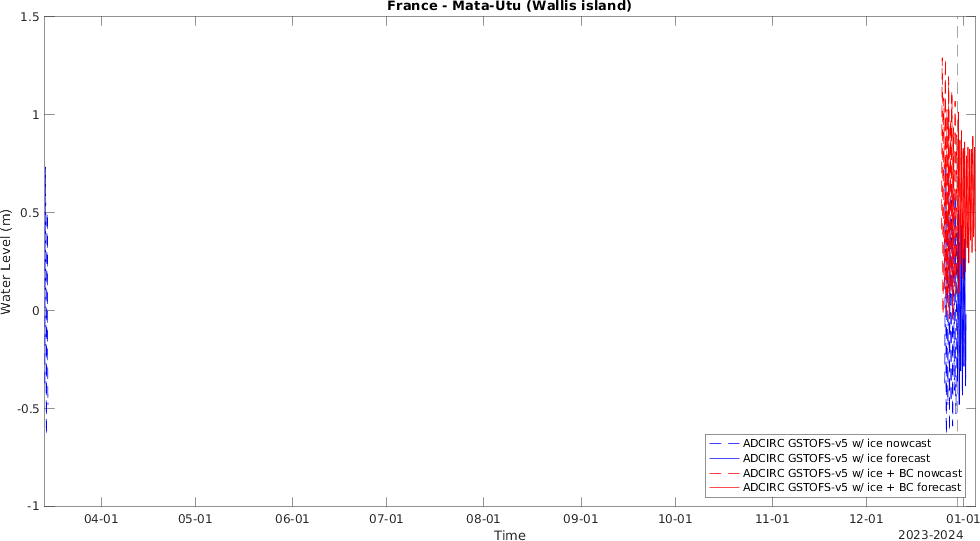 France - Mata-Utu (Wallis island)
1.5
1
0.5
0
-0.5
-1
Water Level (m)
ADCIRC GSTOFS-v5 w/ ice nowcast
ADCIRC GSTOFS-v5 w/ ice forecast
ADCIRC GSTOFS-v5 w/ ice + BC nowcast
ADCIRC GSTOFS-v5 w/ ice + BC forecast
04-01 05-01 06-01 07-01 08-01 09-01 10-01 11-01 12-01 01-01
Time
2023-2024